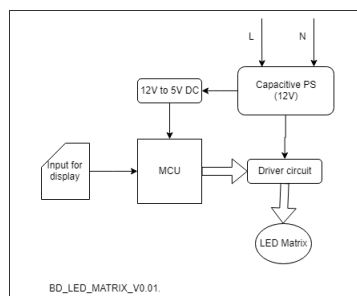 L
N
Capacitive PS
(12V)
12V to 5V DC
Input for
display
MCU
Driver circuit
LED Matrix
BD_LED_MATRIX_V0.01.